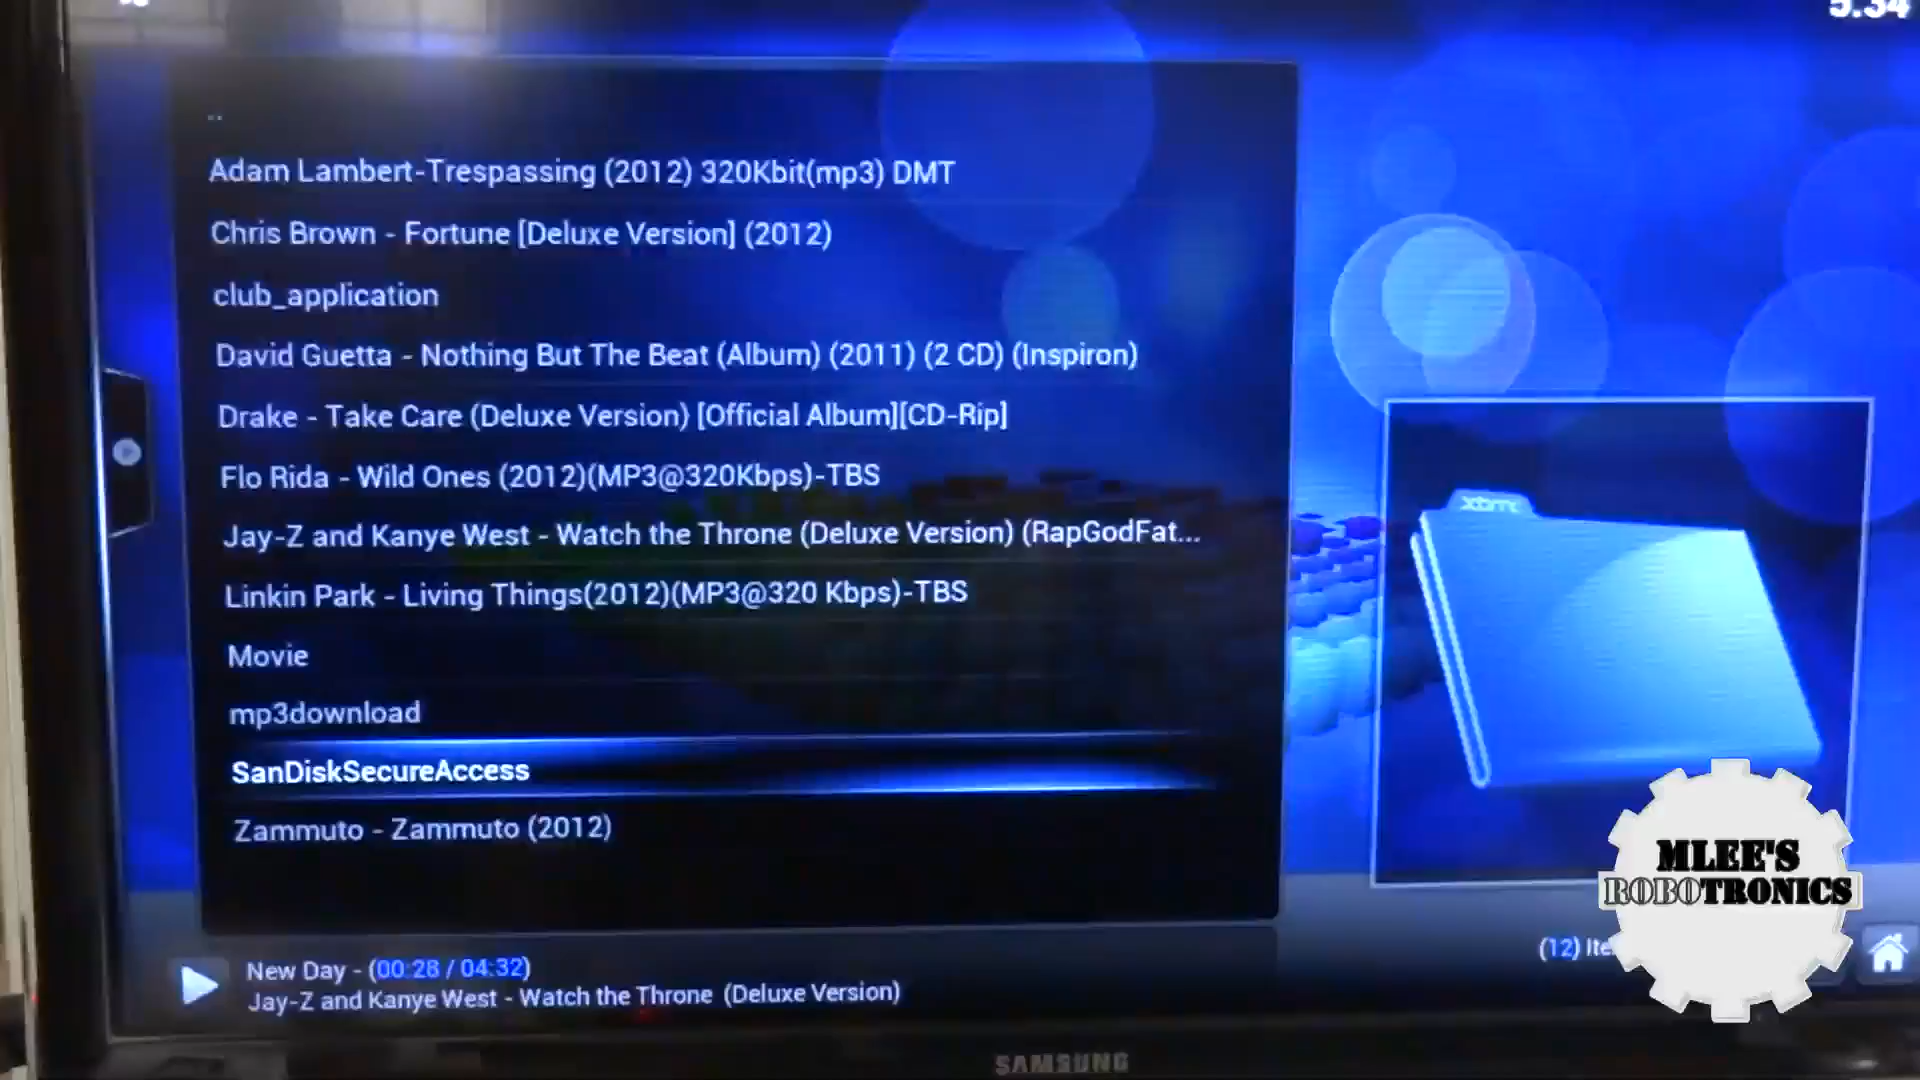 5:34
..
Adam Lambert-Trespassing (2012) 320Kbit(mp3) DMT
Chris Brown - Fortune [Deluxe Version] (2012)
club_application
David Guetta - Nothing But The Beat (Album) (2011) (2 CD) (Inspiron)
Drake - Take Care (Deluxe Version) [Official Album][CD-Rip]
Flo Rida - Wild Ones (2012)(MP3@320Kbps)-TBS
Jay-Z and Kanye West - Watch the Throne (Deluxe Version) (RapGodFat...
Linkin Park - Living Things(2012)(MP3@320 Kbps)-TBS
Movie
mp3download
SanDiskSecureAccess
Zammuto - Zammuto (2012)
xbmc
MLEE'S
ROBOTRONICS
(12) Ite
New Day - (00:28 / 04:32)
Jay-Z and Kanye West - Watch the Throne (Deluxe Version)
SAMSUNG